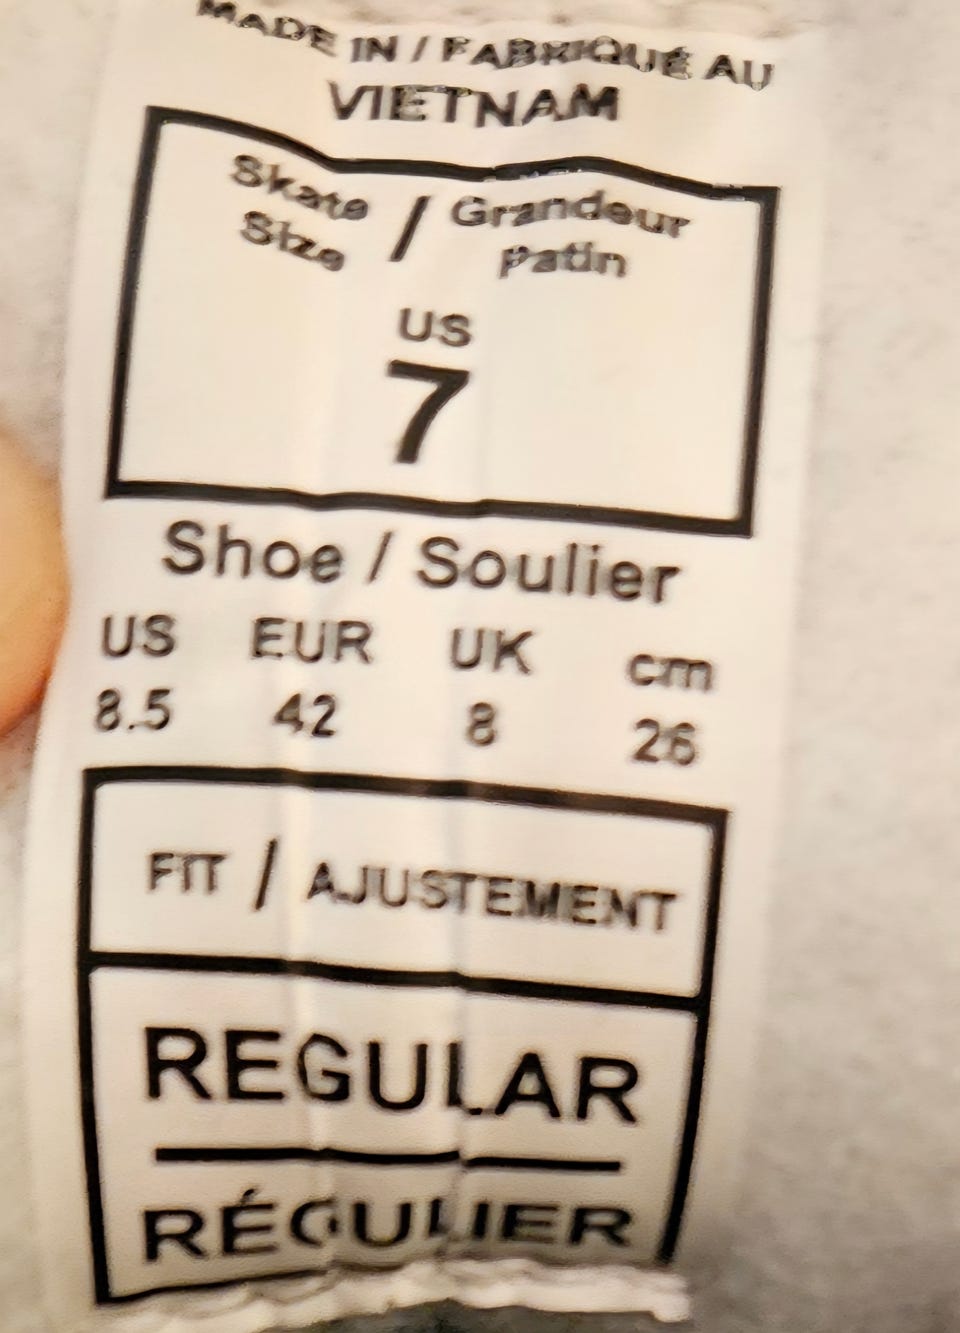 MADE IN / FABRIQUÉ AU
VIETNAM
Skate Size / Grandeur Patin
US
7
Shoe / Soulier
US EUR UK cm
8.5 42 8 26
FIT / AJUSTEMENT
REGULAR
RÉGULIER